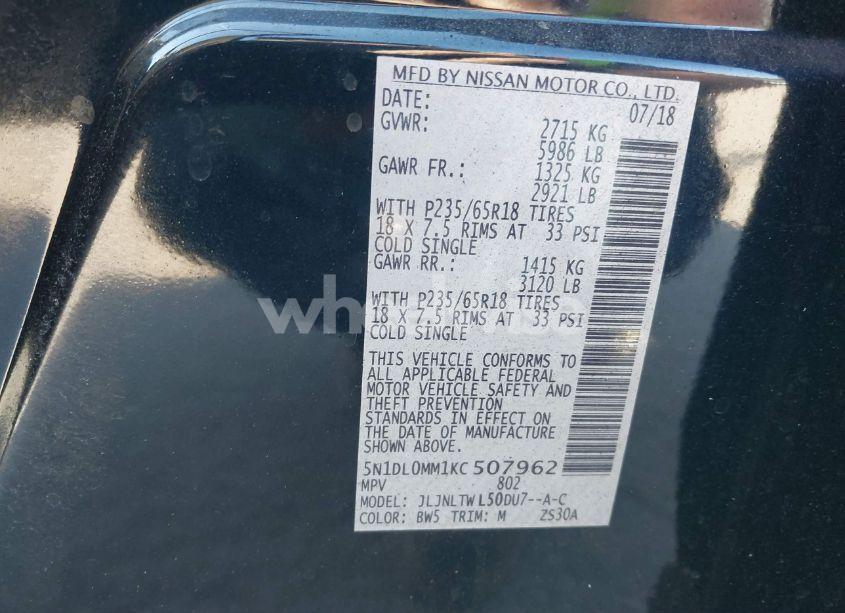 MFD BY NISSAN MOTOR CO., LTD.
DATE: 07/18
GVWR: 2715 KG
5986 LB
GAWR FR.: 1325 KG
2921 LB
WITH P235/65R18 TIRES
18 X 7.5 RIMS AT 33 PSI
COLD SINGLE
GAWR RR.: 1415 KG
3120 LB
WITH P235/65R18 TIRES
18 X 7.5 RIMS AT 33 PSI
COLD SINGLE
THIS VEHICLE CONFORMS TO
ALL APPLICABLE FEDERAL
MOTOR VEHICLE SAFETY AND
THEFT PREVENTION
STANDARDS IN EFFECT ON
THE DATE OF MANUFACTURE
SHOWN ABOVE.
5N1DL0MM1KC 507962
MPV 802
MODEL: JLJNLTW L50DU7--A-C
COLOR: BW5 TRIM: M ZS30A